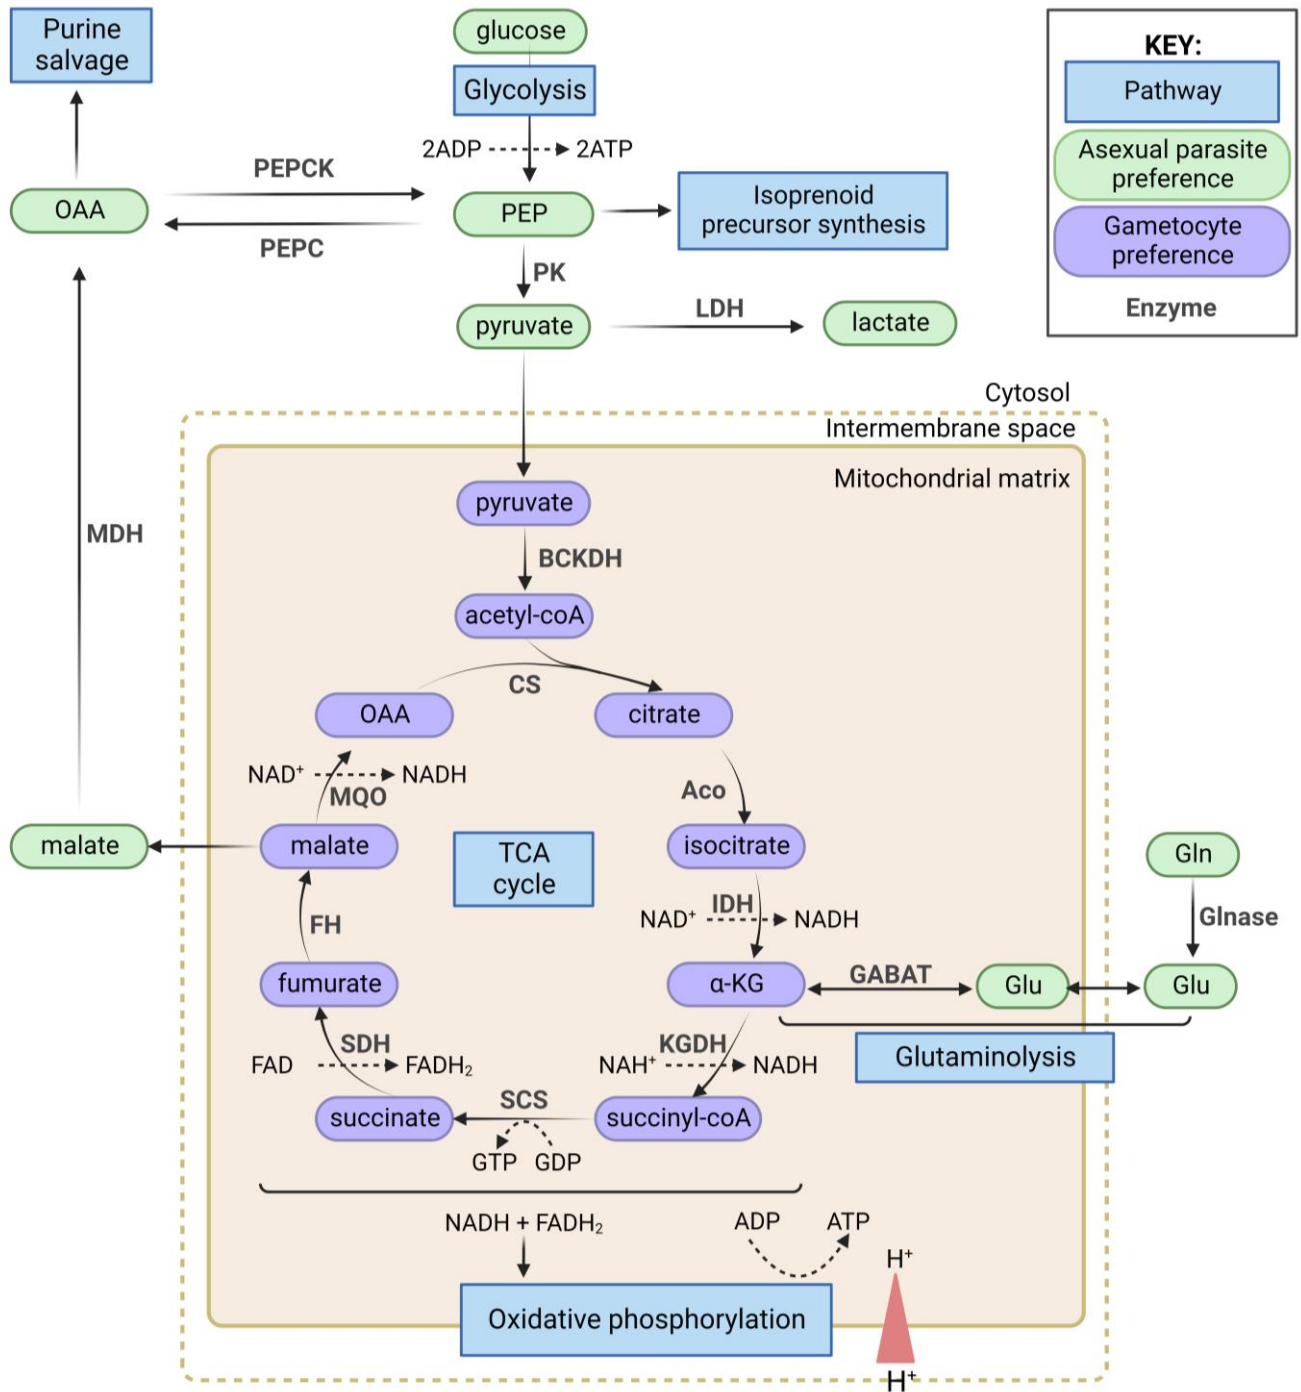 Purine
salvage
glucose
Glycolysis
2ADP
2ATP
KEY:
Pathway
Asexual parasite
preference
Gametocyte
preference
Enzyme
OAA
PEPCK
PEPC
PEP
Isoprenoid
precursor synthesis
PK
pyruvate
LDH
lactate
Cytosol
Intermembrane space
Mitochondrial matrix
pyruvate
BCKDH
acetyl-coA
MDH
CS
OAA
citrate
NAD⁺
NADH
MQO
Aco
malate
malate
TCA
cycle
isocitrate
Gln
Glnase
FH
NAD⁺
IDH
NADH
fumurate
α-KG
GABAT
Glu
Glu
Glutaminolysis
FAD
SDH
FADH₂
NAH⁺
KGDH
NADH
succinate
SCS
succinyl-coA
GTP
GDP
NADH + FADH₂
ADP
ATP
H⁺
Oxidative phosphorylation
H⁺